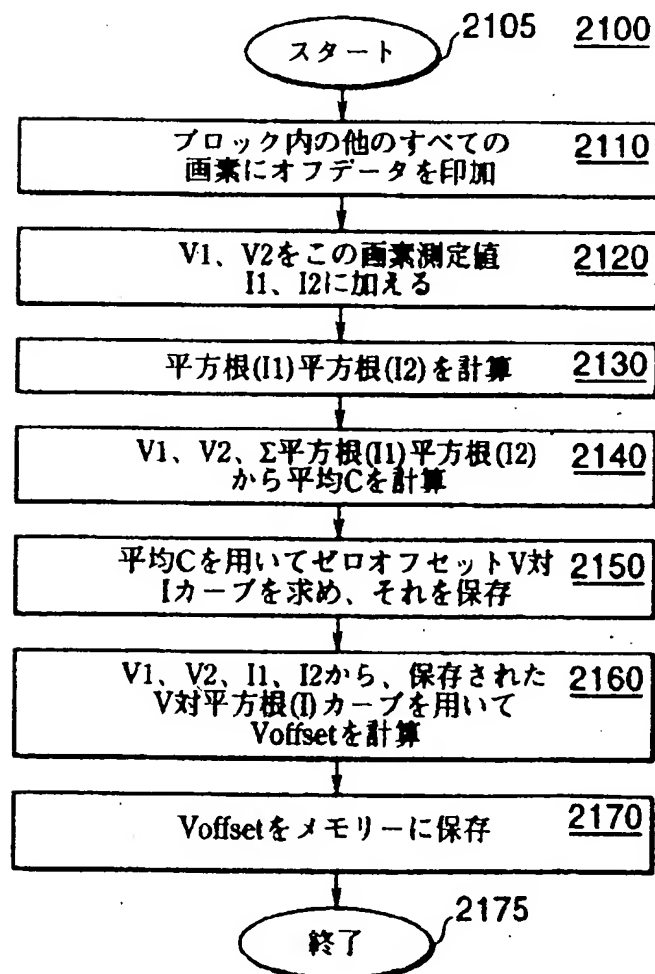 スタート
2105
2100
ブロック内の他のすべての
画素にオフデータを印加
2110
V1、V2をこの画素測定値
I1、I2に加える
2120
平方根(I1)平方根(I2)を計算
2130
V1、V2、Σ平方根(I1)平方根(I2)
から平均Cを計算
2140
平均Cを用いてゼロオフセットV対
Iカーブを求め、それを保存
2150
V1、V2、I1、I2から、保存された
V対平方根(I)カーブを用いて
Voffsetを計算
2160
Voffsetをメモリーに保存
2170
終了
2175